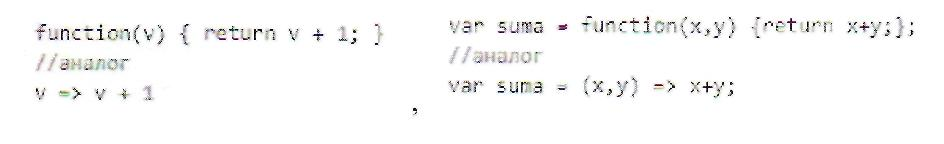 function(v) { return v + 1; }
//аналог
v => v + 1
,
var suma = function(x,y) {return x+y;};
//аналог
var suma = (x,y) => x+y;